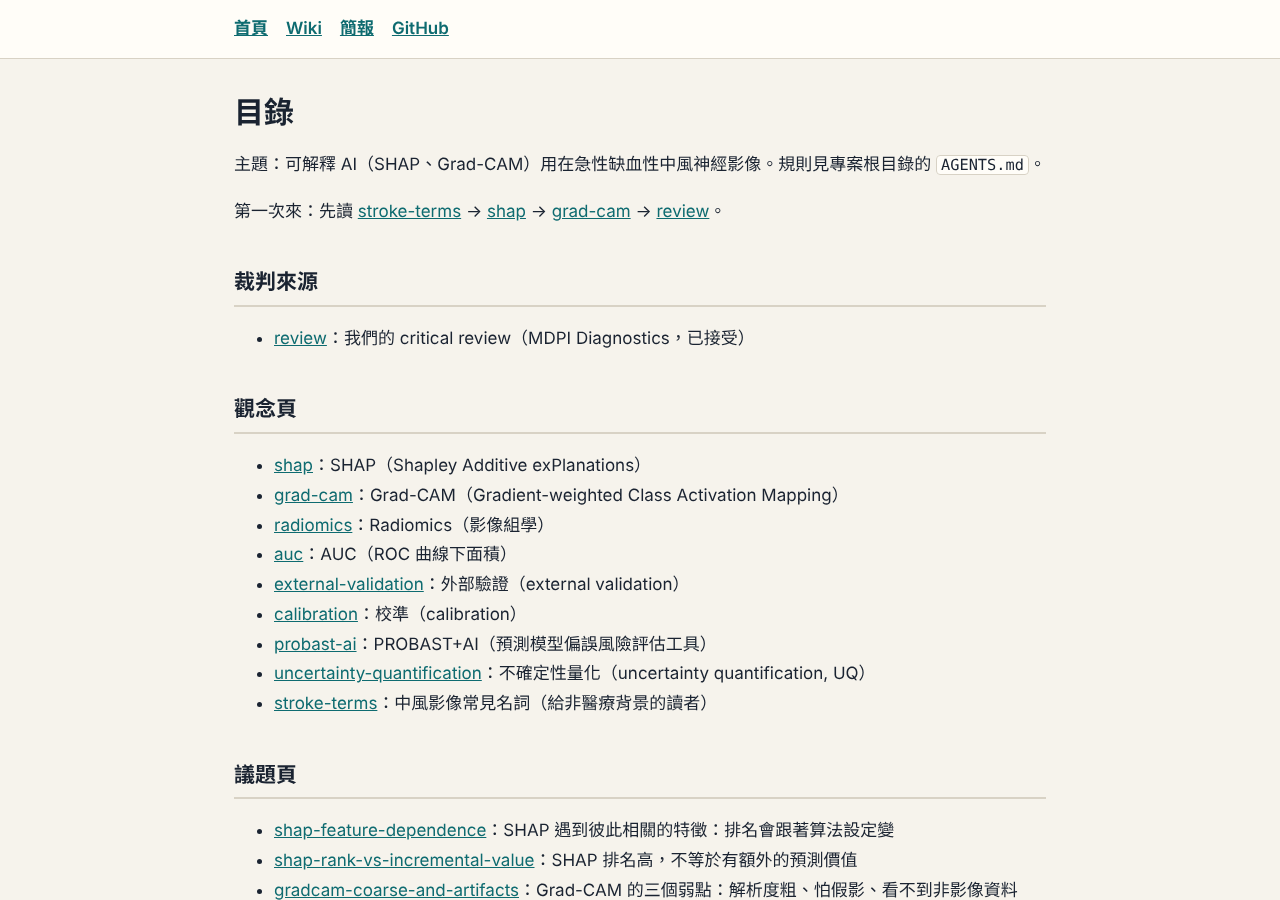 首頁 Wiki 簡報 GitHub
目錄
主題：可解釋 AI（SHAP、Grad-CAM）用在急性缺血性中風神經影像。規則見專案根目錄的 AGENTS.md。
第一次來：先讀 stroke-terms → shap → grad-cam → review。
裁判來源
review：我們的 critical review（MDPI Diagnostics，已接受）
觀念頁
shap：SHAP（Shapley Additive exPlanations）
grad-cam：Grad-CAM（Gradient-weighted Class Activation Mapping）
radiomics：Radiomics（影像組學）
auc：AUC（ROC 曲線下面積）
external-validation：外部驗證（external validation）
calibration：校準（calibration）
probast-ai：PROBAST+AI（預測模型偏誤風險評估工具）
uncertainty-quantification：不確定性量化（uncertainty quantification, UQ）
stroke-terms：中風影像常見名詞（給非醫療背景的讀者）
議題頁
shap-feature-dependence：SHAP 遇到彼此相關的特徵：排名會跟著算法設定變
shap-rank-vs-incremental-value：SHAP 排名高，不等於有額外的預測價值
gradcam-coarse-and-artifacts：Grad-CAM 的三個弱點：解析度粗、怕假影、看不到非影像資料